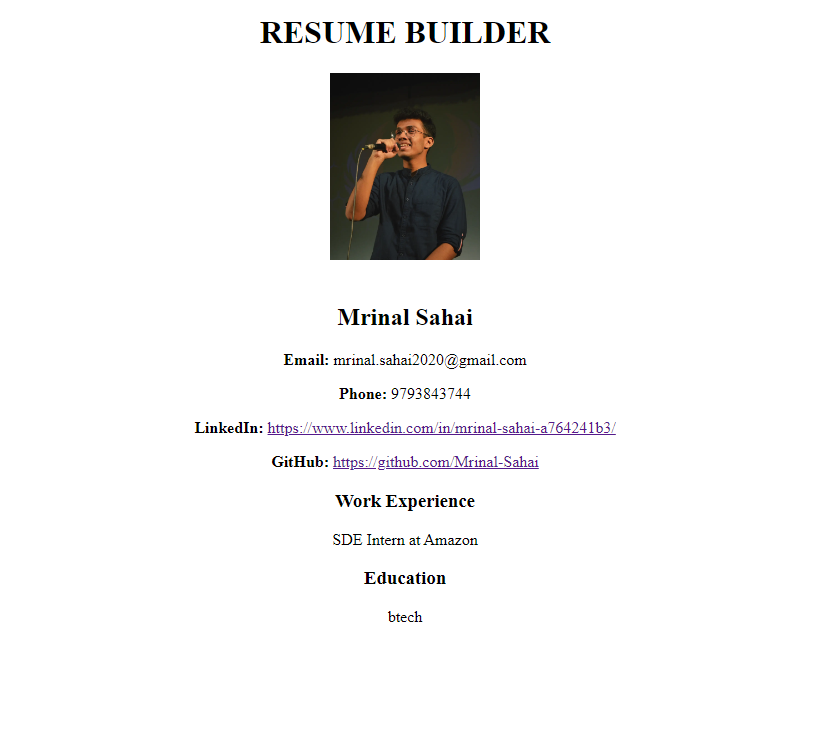 RESUME BUILDER
Mrinal Sahai
Email: mrinal.sahai2020@gmail.com
Phone: 9793843744
LinkedIn: https://www.linkedin.com/in/mrinal-sahai-a764241b3/
GitHub: https://github.com/Mrinal-Sahai
Work Experience
SDE Intern at Amazon
Education
btech